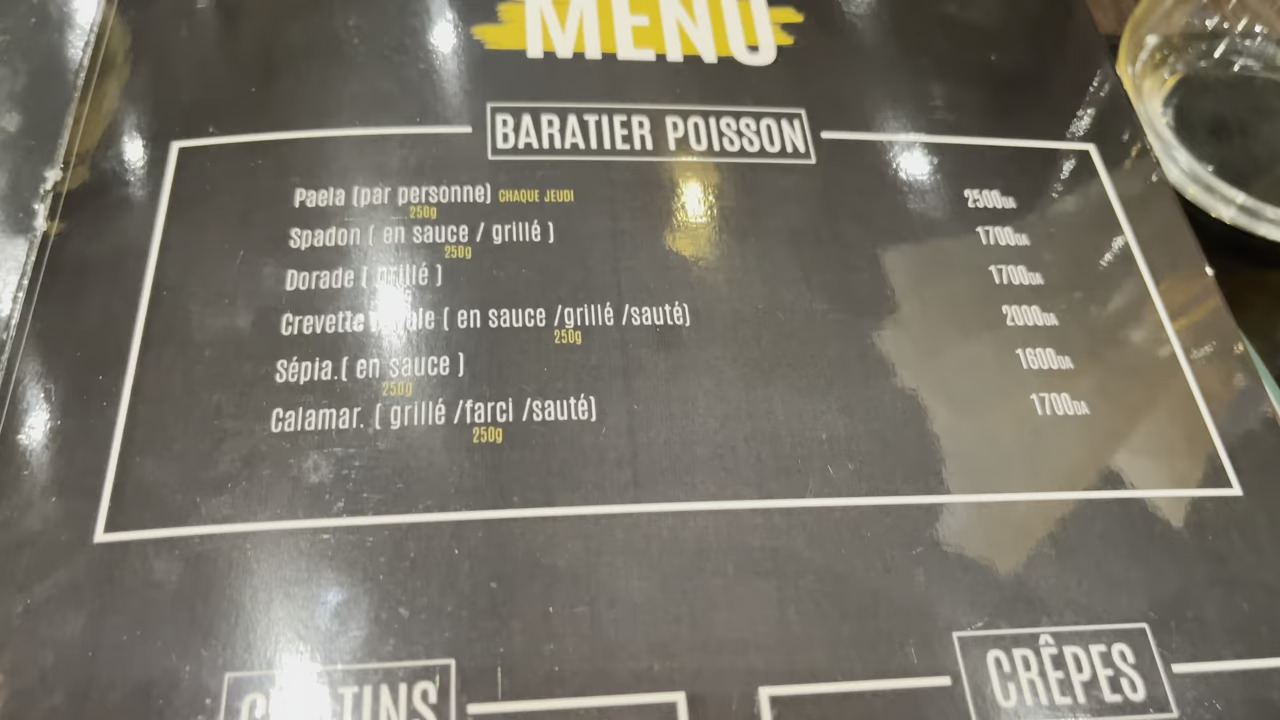 MENU
BARATIER POISSON
Paela (par personne) CHAQUE JEUDI 2500DA
250g
Spadon ( en sauce / grillé ) 1700DA
250g
Dorade ( grillé ) 1700DA
Crevette ( en sauce /grillé /sauté) 2000DA
250g
Sépia.( en sauce ) 1600DA
250g
Calamar. ( grillé /farci /sauté) 1700DA
250g
CRÊPES